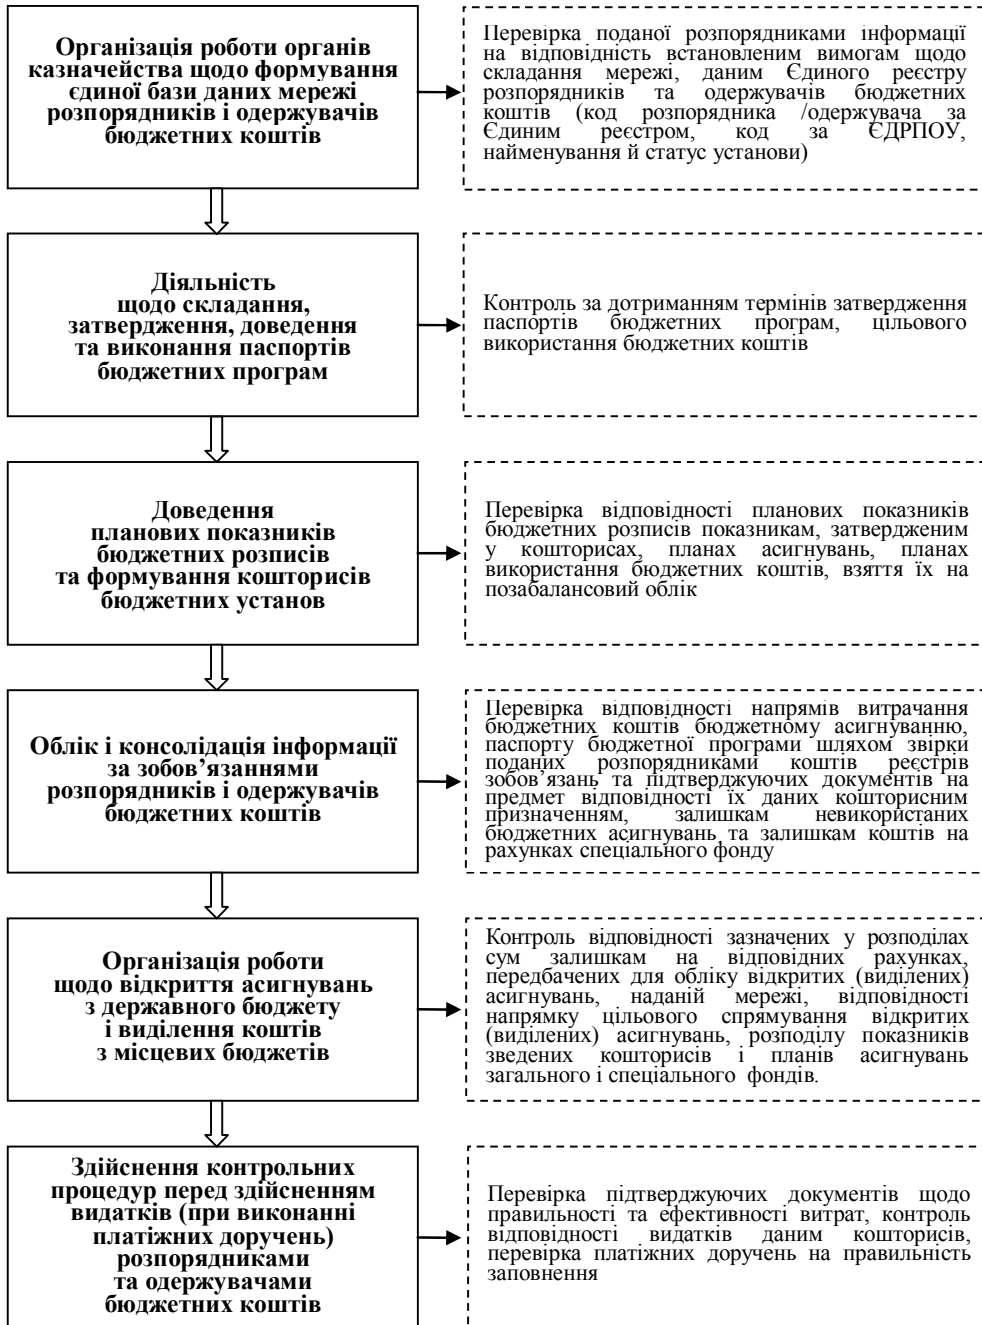 Організація роботи органів
казначейства щодо формування
єдиної бази даних мережі
розпорядників і одержувачів
бюджетних коштів
Перевірка поданої розпорядниками інформації
на відповідність встановленим вимогам щодо
складання мережі, даним Єдиного реєстру
розпорядників та одержувачів бюджетних
коштів (код розпорядника /одержувача за
Єдиним реєстром, код за ЄДРПОУ,
найменування й статус установи)
Діяльність
щодо складання,
затвердження, доведення
та виконання паспортів
бюджетних програм
Контроль за дотриманням термінів затвердження
паспортів бюджетних програм, цільового
використання бюджетних коштів
Доведення
планових показників
бюджетних розписів
та формування кошторисів
бюджетних установ
Перевірка відповідності планових показників
бюджетних розписів показникам, затвердженим
у кошторисах, планах асигнувань, планах
використання бюджетних коштів, взяття їх на
позабалансовий облік
Облік і консолідація інформації
за зобов’язаннями
розпорядників і одержувачів
бюджетних коштів
Перевірка відповідності напрямів витрачання
бюджетних коштів бюджетному асигнуванню,
паспорту бюджетної програми шляхом звірки
поданих розпорядниками коштів реєстрів
зобов’язань та підтверджуючих документів на
предмет відповідності їх даних кошторисним
призначенням, залишкам невикористаних
бюджетних асигнувань та залишкам коштів на
рахунках спеціального фонду
Організація роботи
щодо відкриття асигнувань
з державного бюджету
і виділення коштів
з місцевих бюджетів
Контроль відповідності зазначених у розподілах
сум залишкам на відповідних рахунках,
передбачених для обліку відкритих (виділених)
асигнувань, наданій мережі, відповідності
напрямку цільового спрямування відкритих
(виділених) асигнувань, розподілу показників
зведених кошторисів і планів асигнувань
загального і спеціального фондів.
Здійснення контрольних
процедур перед здійсненням
видатків (при виконанні
платіжних доручень)
розпорядниками
та одержувачами
бюджетних коштів
Перевірка підтверджуючих документів щодо
правильності та ефективності витрат, контроль
відповідності видатків даним кошторисів,
перевірка платіжних доручень на правильність
заповнення